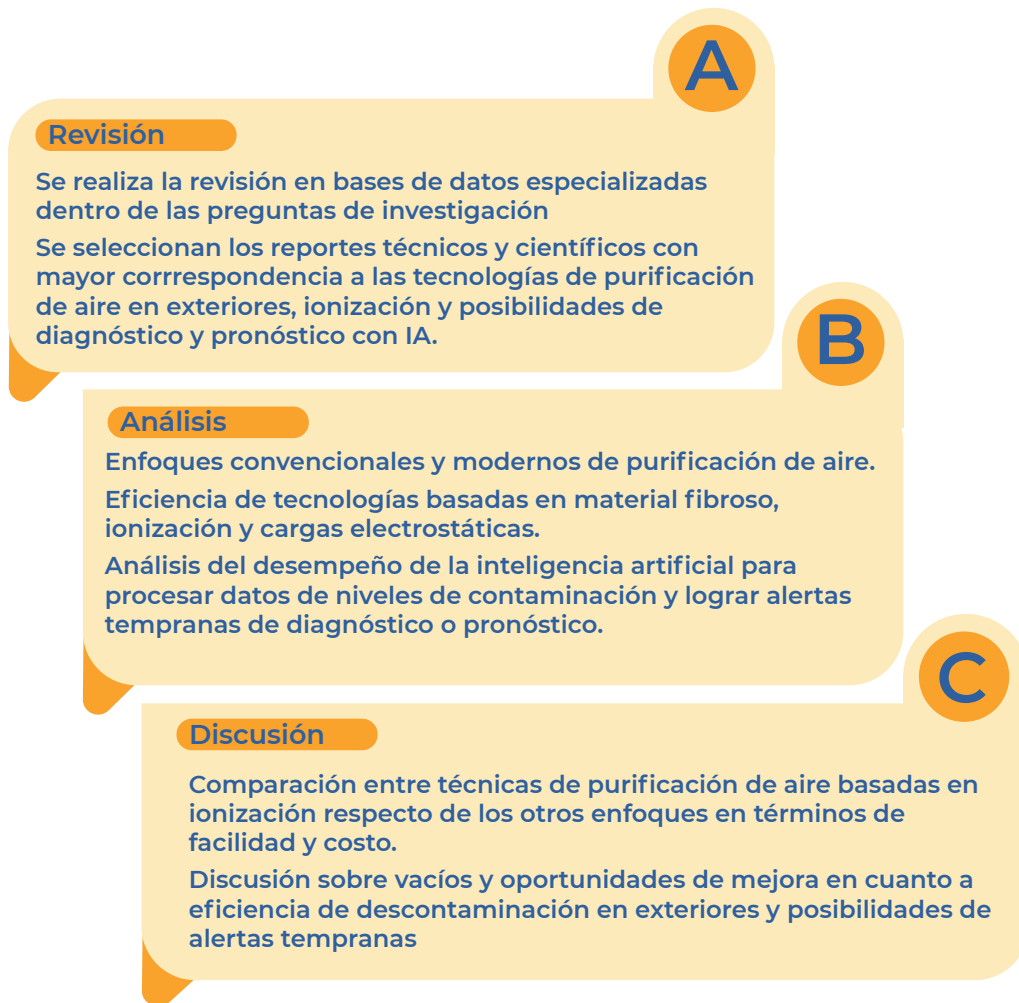 A
Revisión
Se realiza la revisión en bases de datos especializadas
dentro de las preguntas de investigación
Se seleccionan los reportes técnicos y científicos con
mayor corrrespondencia a las tecnologías de purificación
de aire en exteriores, ionización y posibilidades de
diagnóstico y pronóstico con IA.
B
Análisis
Enfoques convencionales y modernos de purificación de aire.
Eficiencia de tecnologías basadas en material fibroso,
ionización y cargas electrostáticas.
Análisis del desempeño de la inteligencia artificial para
procesar datos de niveles de contaminación y lograr alertas
tempranas de diagnóstico o pronóstico.
C
Discusión
Comparación entre técnicas de purificación de aire basadas en
ionización respecto de los otros enfoques en términos de
facilidad y costo.
Discusión sobre vacíos y oportunidades de mejora en cuanto a
eficiencia de descontaminación en exteriores y posibilidades de
alertas tempranas